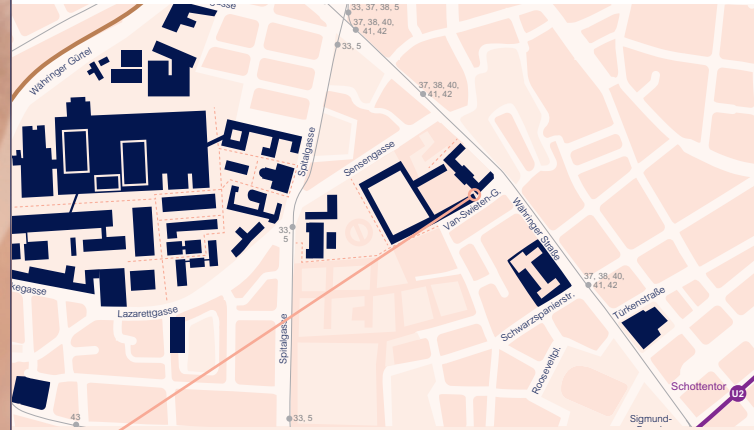 33, 37, 38, 5
37, 38, 40,
41, 42
33, 5
Währinger Gürtel
37, 38, 40,
41, 42
Spitalgasse
Sensengasse
Van-Swieten-G.
Währinger Straße
33,
5
37, 38, 40,
41, 42
kegasse
Lazarettgasse
Türkenstraße
Schwarzspanierstr.
Spitalgasse
Rooseveltpl.
Schottentor
U2
43
33, 5
Sigmund-